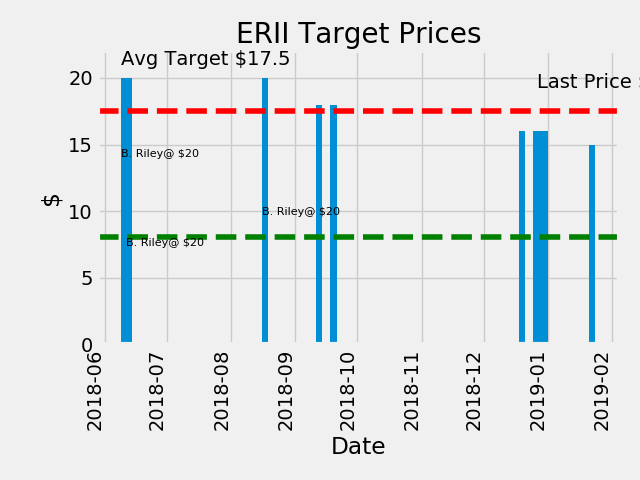 ERII Target Prices
Avg Target $17.5
Last Price
B. Riley@ $20
B. Riley@ $20
B. Riley@ $20
$
20
15
10
5
0
2018-06
2018-07
2018-08
2018-09
2018-10
2018-11
2018-12
2019-01
2019-02
Date